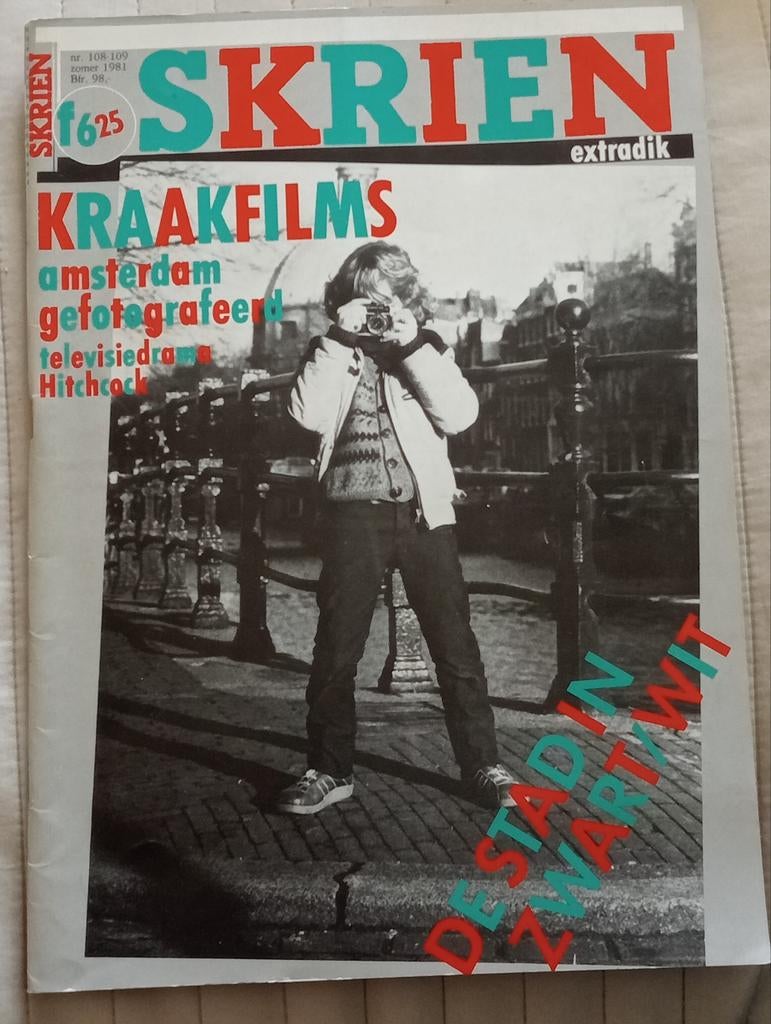 SKRIEN
nr. 108-109
zomer 1981
Bfr. 98,-
f6 25
SKRIEN
extradik
KRAAKFILMS
amsterdam
gefotografeerd
televisiedrama
Hitchcock
DE STAD IN
ZWART/WIT